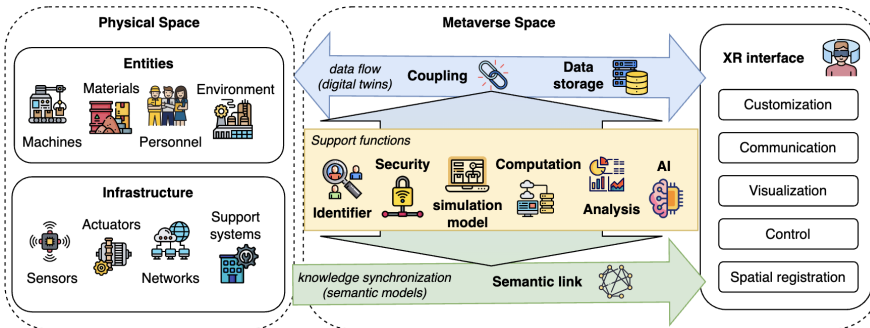 Physical Space
Entities
Machines
Materials
Personnel
Environment
Infrastructure
Sensors
Actuators
Networks
Support
systems
Metaverse Space
data flow
(digital twins)
Coupling
Data
storage
Support functions
Identifier
Security
simulation
model
Computation
Analysis
AI
knowledge synchronization
(semantic models)
Semantic link
XR interface
Customization
Communication
Visualization
Control
Spatial registration